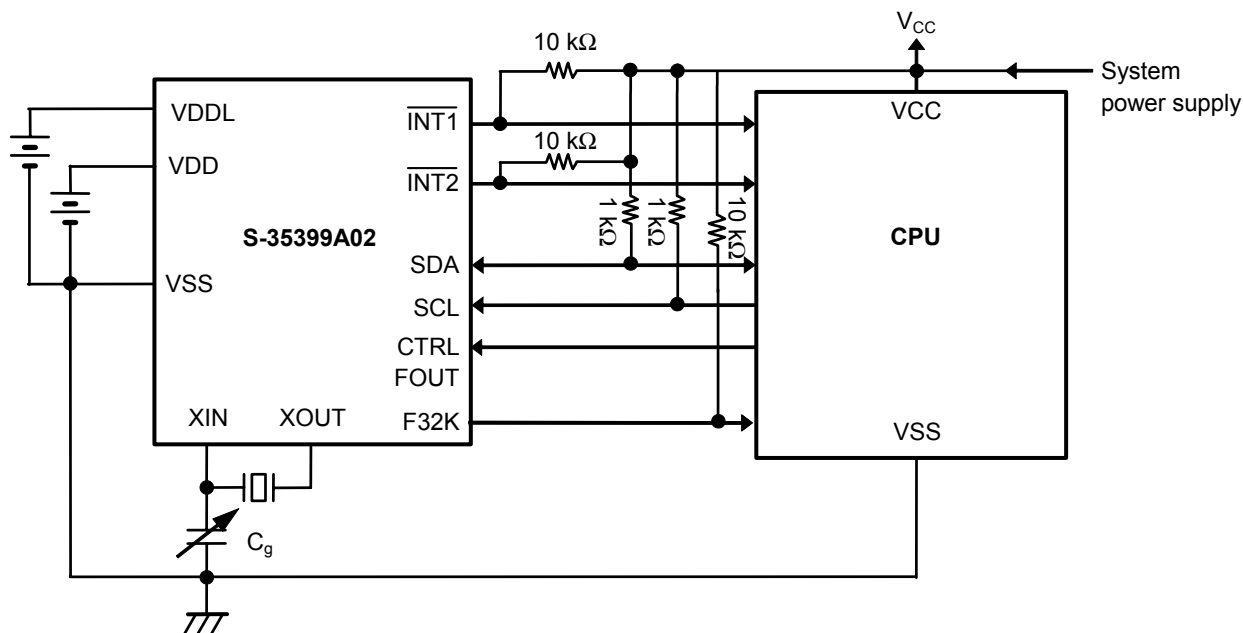 V_CC
10 kΩ
System
power supply
VDDL
INT1
VCC
10 kΩ
VDD
INT2
1 kΩ
1 kΩ
10 kΩ
S-35399A02
CPU
SDA
VSS
SCL
CTRL
FOUT
XIN
XOUT
F32K
VSS
C_g